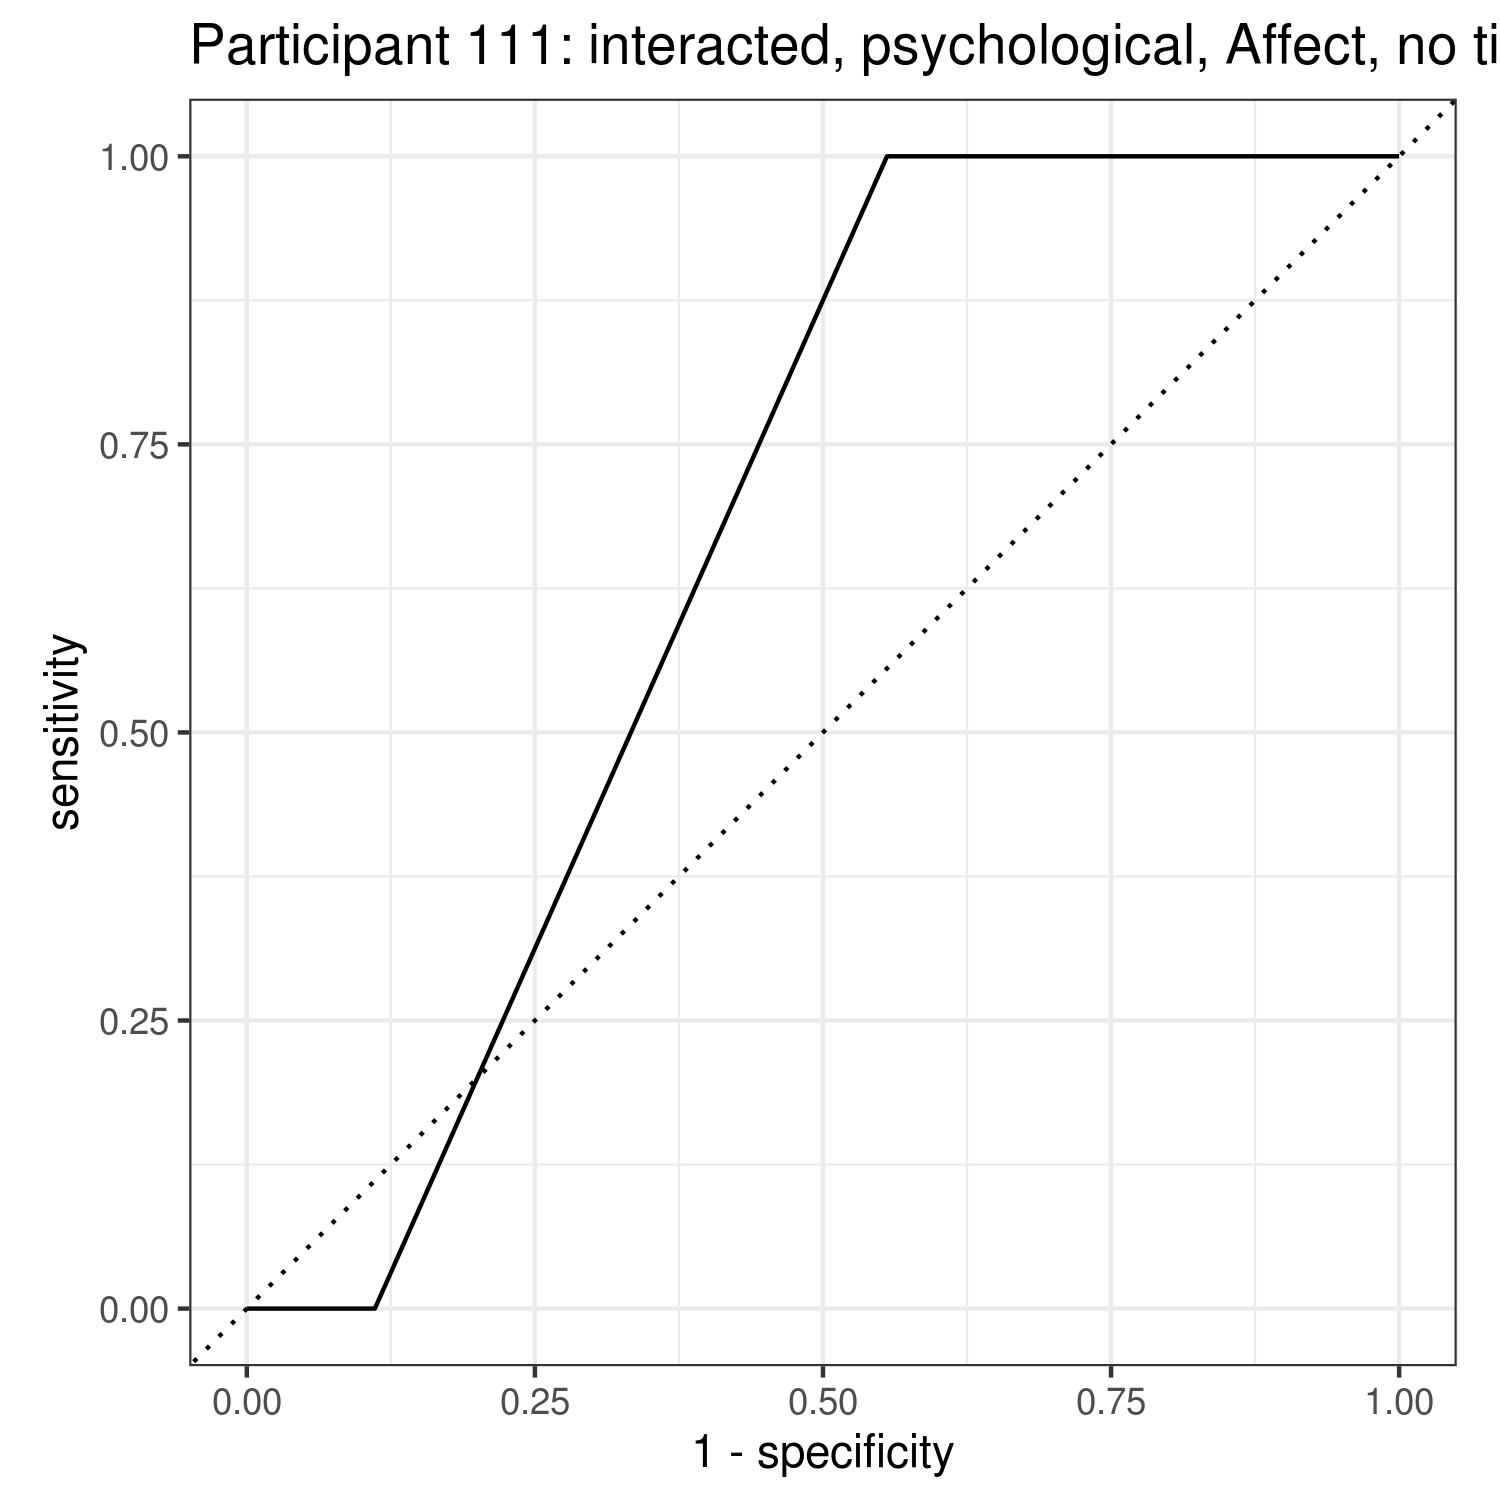 Participant 111: interacted, psychological, Affect, no ti
1.00
0.75
0.50
0.25
0.00
sensitivity
0.00 0.25 0.50 0.75 1.00
1 - specificity